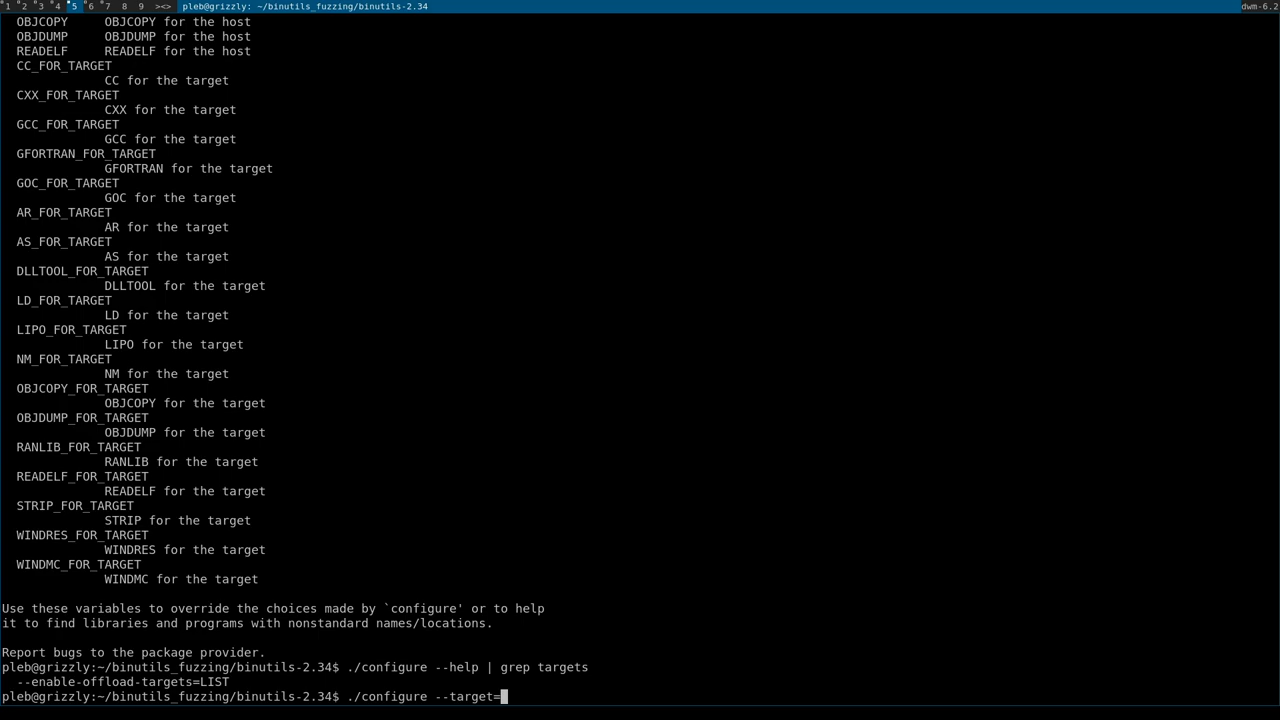 1 2 3 4 5 6 7 8 9 ><> pleb@grizzly: ~/binutils_fuzzing/binutils-2.34 dwm-6.2
OBJCOPY OBJCOPY for the host
OBJDUMP OBJDUMP for the host
READELF READELF for the host
CC_FOR_TARGET
CC for the target
CXX_FOR_TARGET
CXX for the target
GCC_FOR_TARGET
GCC for the target
GFORTRAN_FOR_TARGET
GFORTRAN for the target
GOC_FOR_TARGET
GOC for the target
AR_FOR_TARGET
AR for the target
AS_FOR_TARGET
AS for the target
DLLTOOL_FOR_TARGET
DLLTOOL for the target
LD_FOR_TARGET
LD for the target
LIPO_FOR_TARGET
LIPO for the target
NM_FOR_TARGET
NM for the target
OBJCOPY_FOR_TARGET
OBJCOPY for the target
OBJDUMP_FOR_TARGET
OBJDUMP for the target
RANLIB_FOR_TARGET
RANLIB for the target
READELF_FOR_TARGET
READELF for the target
STRIP_FOR_TARGET
STRIP for the target
WINDRES_FOR_TARGET
WINDRES for the target
WINDMC_FOR_TARGET
WINDMC for the target
Use these variables to override the choices made by `configure' or to help
it to find libraries and programs with nonstandard names/locations.
Report bugs to the package provider.
pleb@grizzly:~/binutils_fuzzing/binutils-2.34$ ./configure --help | grep targets
--enable-offload-targets=LIST
pleb@grizzly:~/binutils_fuzzing/binutils-2.34$ ./configure --target=